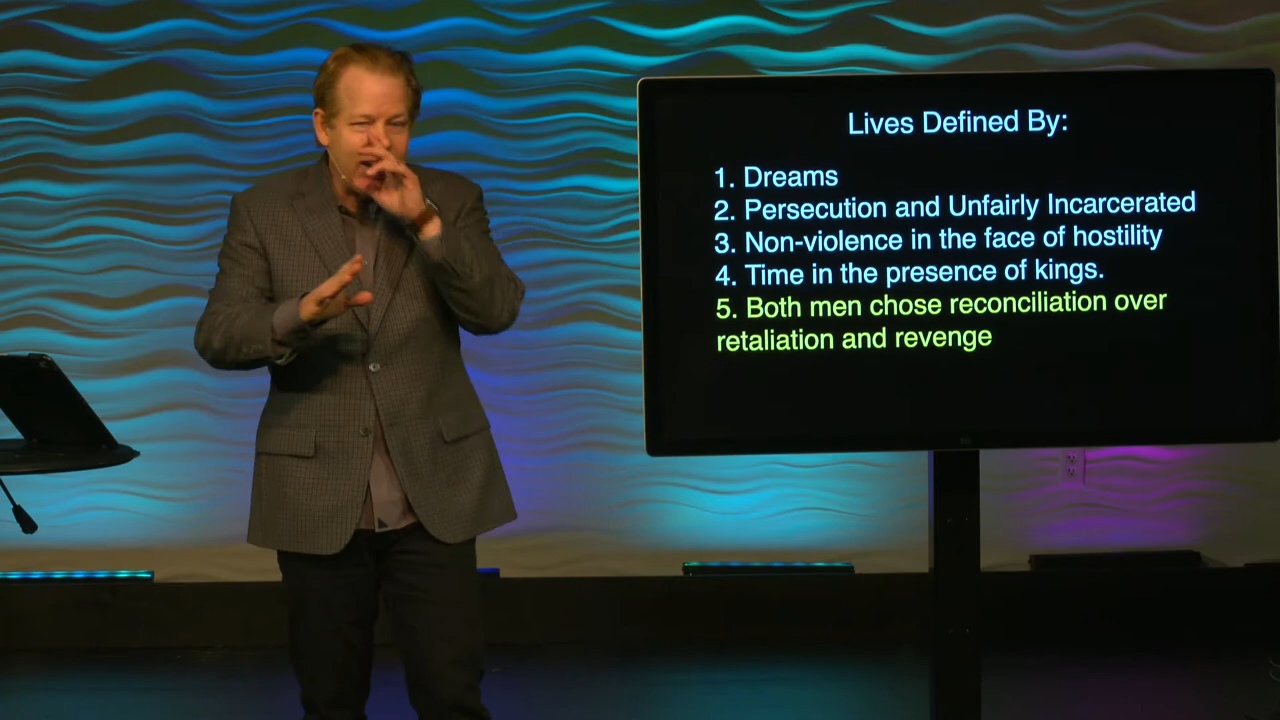 Lives Defined By:
1. Dreams
2. Persecution and Unfairly Incarcerated
3. Non-violence in the face of hostility
4. Time in the presence of kings.
5. Both men chose reconciliation over
retaliation and revenge